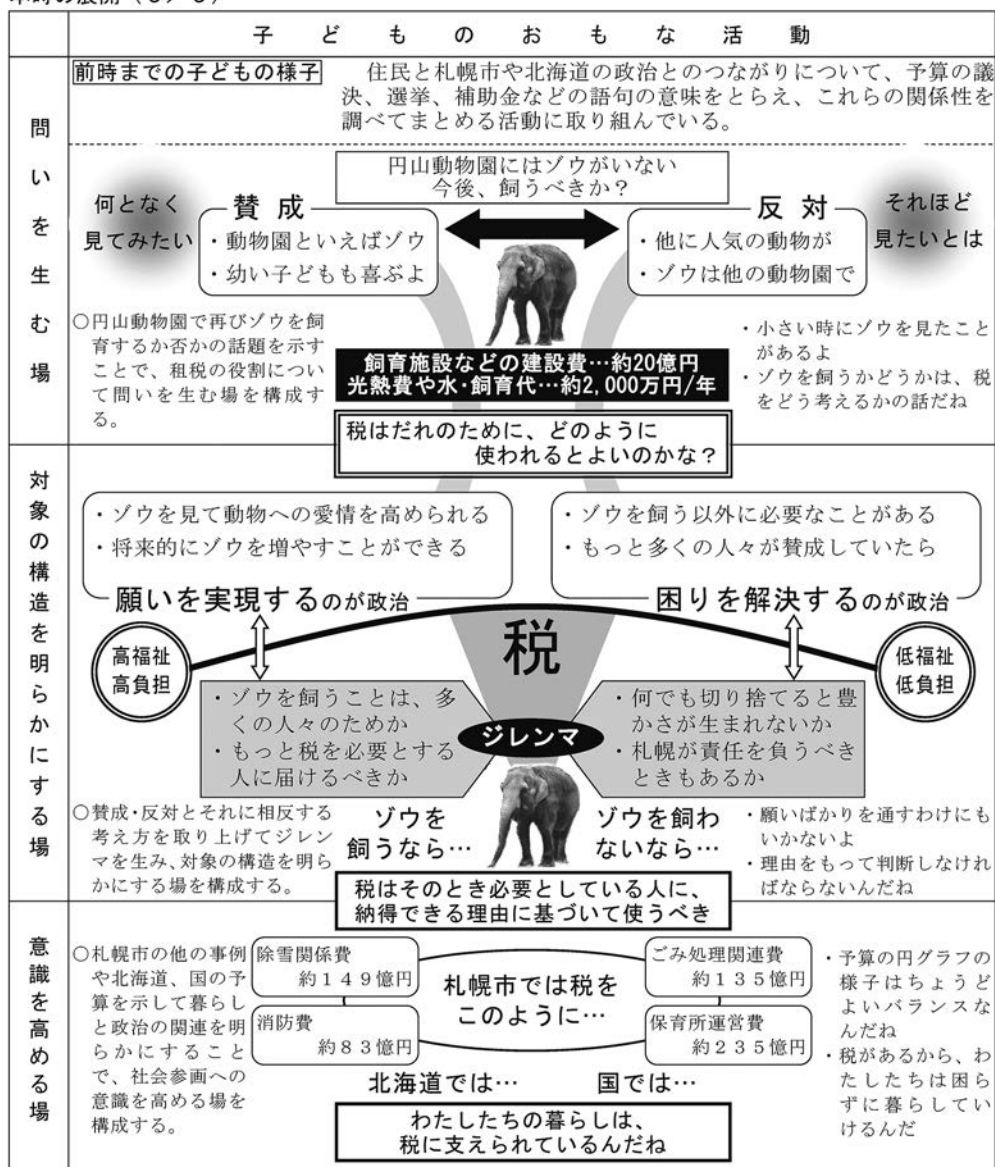 子どものおもな活動
問いを生む場
前時までの子どもの様子
住民と札幌市や北海道の政治とのつながりについて、予算の議
決、選挙、補助金などの語句の意味をとらえ、これらの関係性を
調べてまとめる活動に取り組んでいる。
円山動物園にはゾウがいない
今後、飼うべきか？
何となく
見てみたい
賛成
・動物園といえばゾウ
・幼い子どもも喜ぶよ
反対
・他に人気の動物が
・ゾウは他の動物園で
それほど
見たいとは
○円山動物園で再びゾウを飼
育するか否かの話題を示す
ことで、租税の役割につい
て問いを生む場を構成す
る。
飼育施設などの建設費…約20億円
光熱費や水・飼育代…約2,000万円/年
・小さい時にゾウを見たこと
があるよ
・ゾウを飼うかどうかは、税
をどう考えるかの話だね
税はだれのために、どのように
使われるとよいのかな？
対象の構造を明らかにする場
・ゾウを見て動物への愛情を高められる
・将来的にゾウを増やすことができる
願いを実現するのが政治
・ゾウを飼う以外に必要なことがある
・もっと多くの人々が賛成していたら
困りを解決するのが政治
高福祉
高負担
税
低福祉
低負担
・ゾウを飼うことは、多
くの人々のためか
・もっと税を必要とする
人に届けるべきか
ジレンマ
・何でも切り捨てると豊
かさが生まれないか
・札幌が責任を負うべき
ときもあるか
○賛成・反対とそれに相反する
考え方を取り上げてジレン
マを生み、対象の構造を明ら
かにする場を構成する。
ゾウを
飼うなら…
ゾウを飼わ
ないなら…
・願いばかりを通すわけにも
いかないよ
・理由をもって判断しなけれ
ばならないんだね
税はそのとき必要としている人に、
納得できる理由に基づいて使うべき
意識を高める場
○札幌市の他の事例
や北海道、国の予
算を示して暮らし
と政治の関連を明
らかにすること
で、社会参画への
意識を高める場を
構成する。
除雪関係費
約１４９億円
消防費
約８３億円
札幌市では税を
このように…
ごみ処理関連費
約１３５億円
保育所運営費
約２３５億円
北海道では…
国では…
・予算の円グラフの
様子はちょうど
よいバランスな
んだね
・税があるから、わ
たしたちは困ら
ずに暮らしてい
けるんだ
わたしたちの暮らしは、
税に支えられているんだね